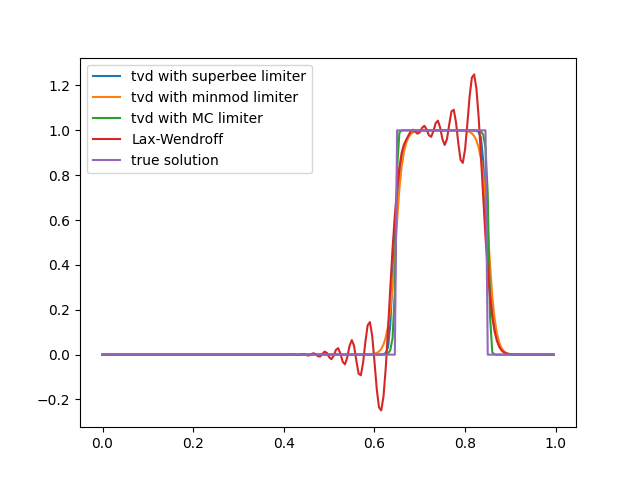 tvd with superbee limiter
tvd with minmod limiter
tvd with MC limiter
Lax-Wendroff
true solution
1.2
1.0
0.8
0.6
0.4
0.2
0.0
−0.2
0.0 0.2 0.4 0.6 0.8 1.0